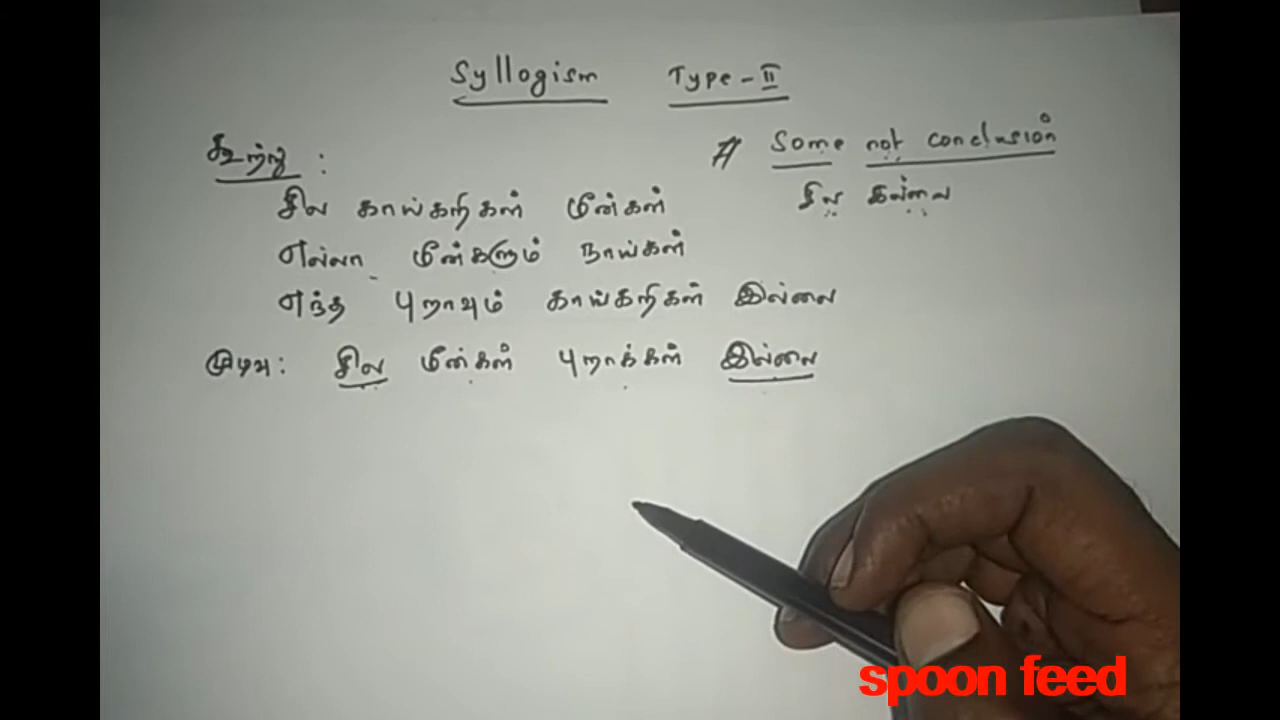 Syllogism Type - II
கூற்று :
# Some not conclusion
சில இல்லை
சில காய்கறிகள் மீன்கள்
எல்லா மீன்களும் நாய்கள்
எந்த புறாவும் காய்கறிகள் இல்லை
முடிவு : சில மீன்கள் புறாக்கள் இல்லை
spoon feed